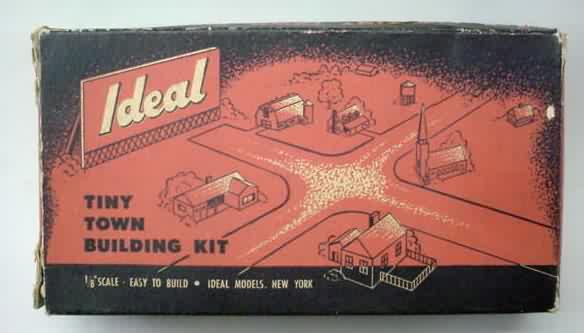 Ideal
TINY
TOWN
BUILDING KIT
1/8" SCALE · EASY TO BUILD • IDEAL MODELS. NEW YORK